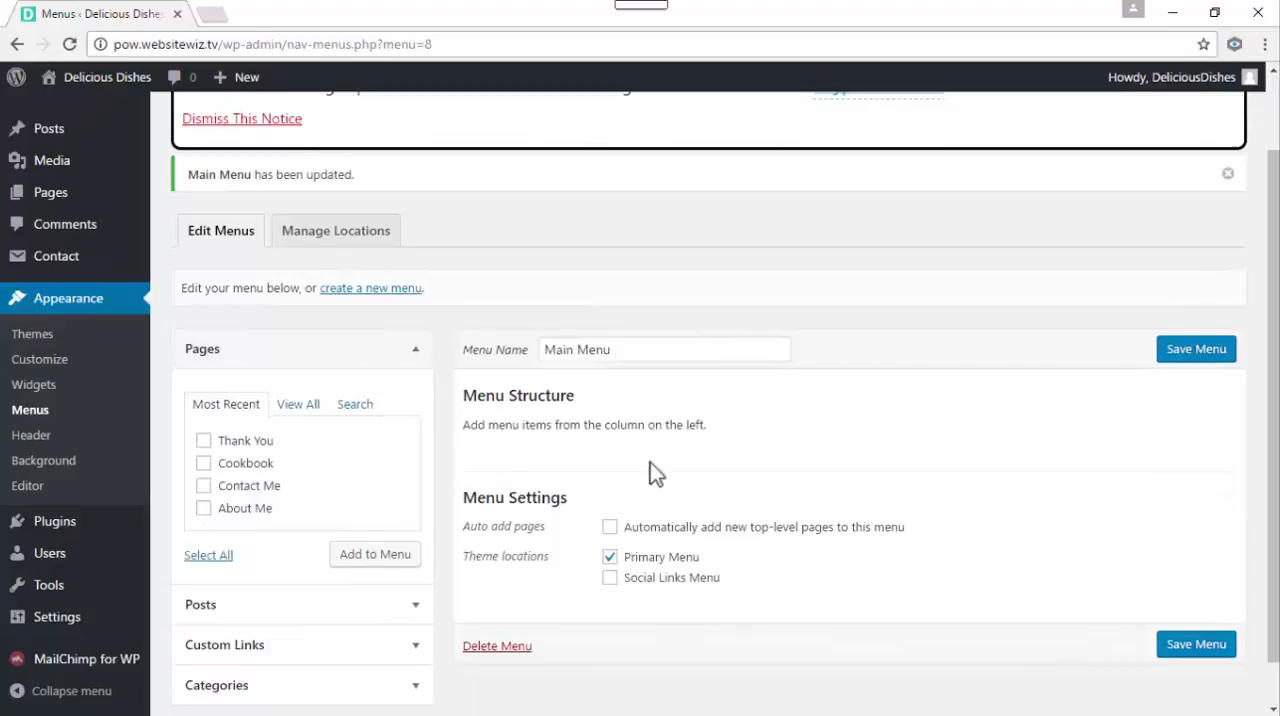 Menus ‹ Delicious Dishes
pow.websitewiz.tv/wp-admin/nav-menus.php?menu=8
Delicious Dishes
0
New
Howdy, DeliciousDishes
Posts
Media
Pages
Comments
Contact
Appearance
Themes
Customize
Widgets
Menus
Header
Background
Editor
Plugins
Users
Tools
Settings
MailChimp for WP
Collapse menu
Dismiss This Notice
Main Menu has been updated.
Edit Menus
Manage Locations
Edit your menu below, or create a new menu.
Pages
Most Recent
View All
Search
Thank You
Cookbook
Contact Me
About Me
Select All
Add to Menu
Posts
Custom Links
Categories
Menu Name
Main Menu
Save Menu
Menu Structure
Add menu items from the column on the left.
Menu Settings
Auto add pages
Automatically add new top-level pages to this menu
Theme locations
Primary Menu
Social Links Menu
Delete Menu
Save Menu